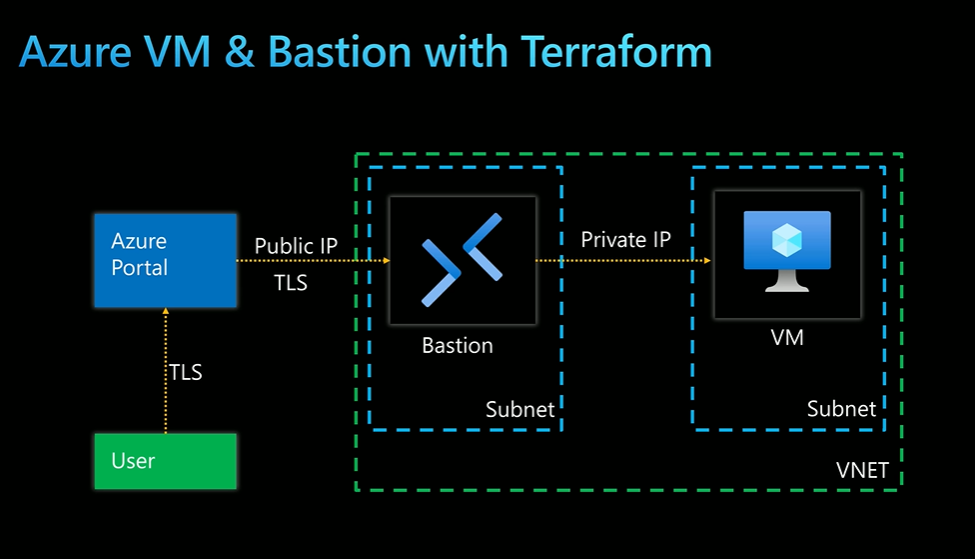 Azure VM & Bastion with Terraform
Azure
Portal
Public IP
TLS
Private IP
Bastion
VM
TLS
Subnet
Subnet
User
VNET